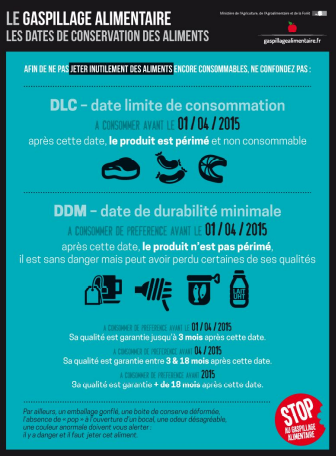 LE GASPILLAGE ALIMENTAIRE
LES DATES DE CONSERVATION DES ALIMENTS
Ministère de l'Agriculture, de l'Agroalimentaire et de la Forêt
gaspillagealimentaire.fr
AFIN DE NE PAS JETER INUTILEMENT DES ALIMENTS ENCORE CONSOMMABLES, NE CONFONDEZ PAS :
DLC – date limite de consommation
A CONSOMMER AVANT LE 01 / 04 / 2015
après cette date, le produit est périmé et non consommable
DDM – date de durabilité minimale
A CONSOMMER DE PREFERENCE AVANT LE 01 / 04 / 2015
après cette date, le produit n'est pas périmé,
il est sans danger mais peut avoir perdu certaines de ses qualités
LAIT
UHT
A CONSOMMER DE PREFERENCE AVANT LE 01 / 04 / 2015
Sa qualité est garantie jusqu'à 3 mois après cette date.
A CONSOMMER DE PREFERENCE AVANT 04 / 2015
Sa qualité est garantie entre 3 & 18 mois après cette date.
A CONSOMMER DE PREFERENCE AVANT 2015
Sa qualité est garantie + de 18 mois après cette date.
Par ailleurs, un emballage gonflé, une boite de conserve déformée,
l'absence de « pop » à l'ouverture d'un bocal, une odeur désagréable,
une couleur anormale doivent vous alerter :
il y a danger et il faut jeter cet aliment.
STOP
AU GASPILLAGE
ALIMENTAIRE